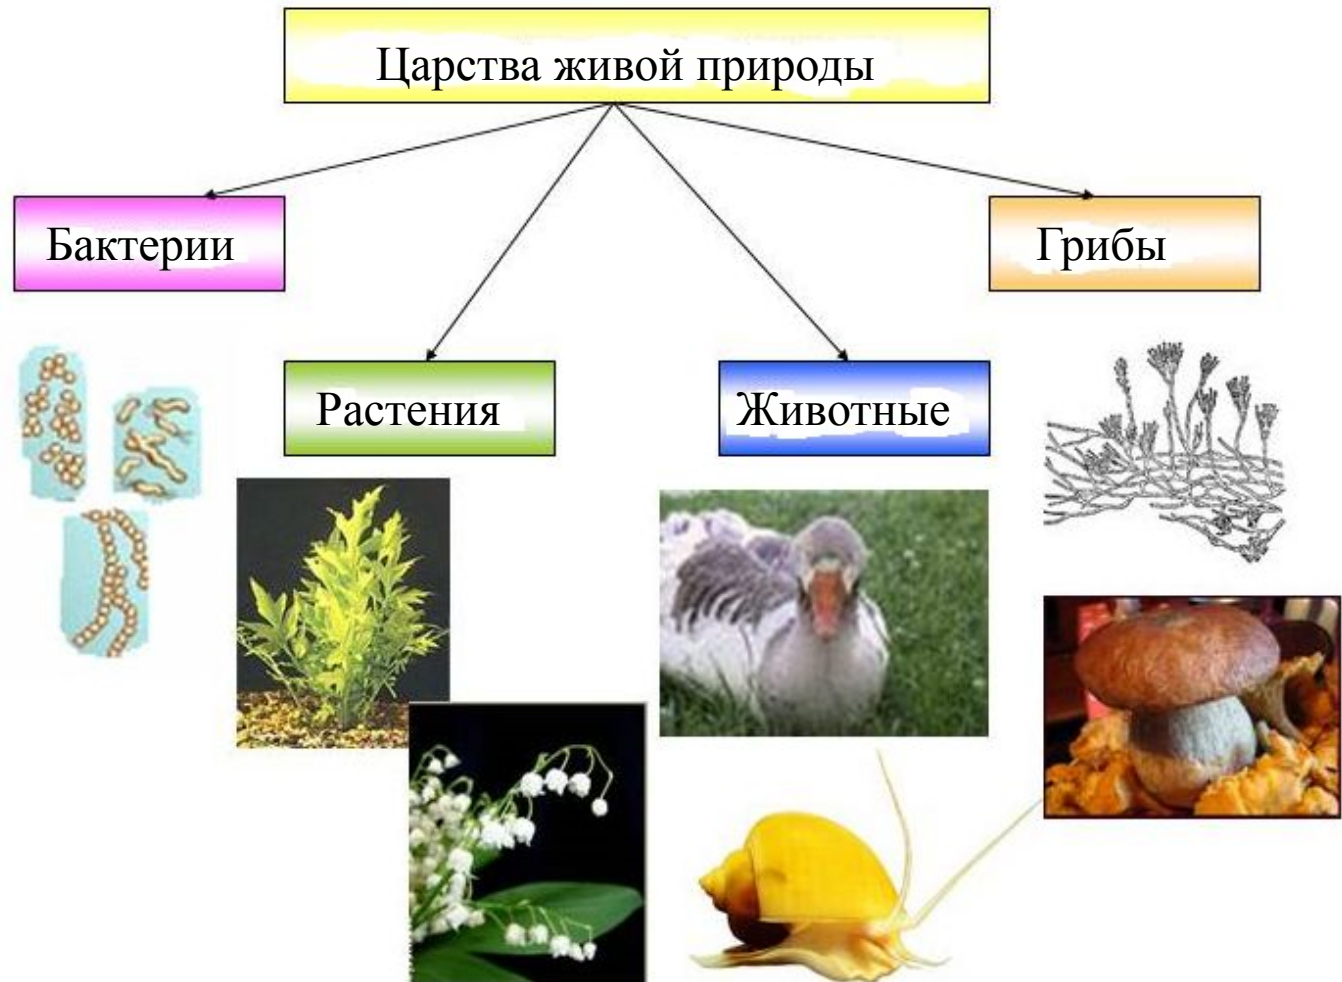 Царства живой природы
Бактерии
Грибы
Растения
Животные